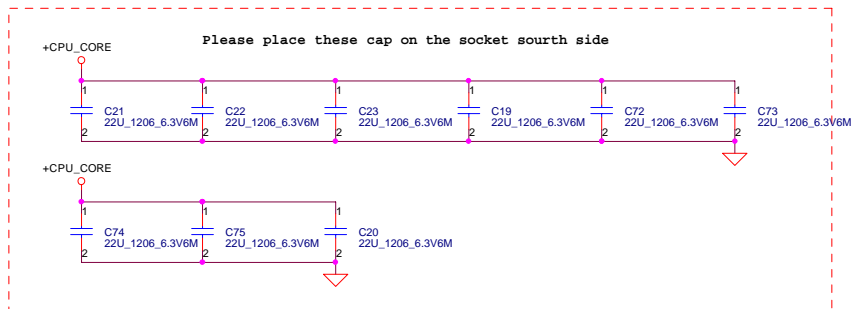 Please place these cap on the socket sourth side
+CPU_CORE
1 1 1 1 1 1
C21 C22 C23 C19 C72 C73
22U_1206_6.3V6M 22U_1206_6.3V6M 22U_1206_6.3V6M 22U_1206_6.3V6M 22U_1206_6.3V6M 22U_1206_6.3V6M
2 2 2 2 2 2
+CPU_CORE
1 1 1
C74 C75 C20
22U_1206_6.3V6M 22U_1206_6.3V6M 22U_1206_6.3V6M
2 2 2